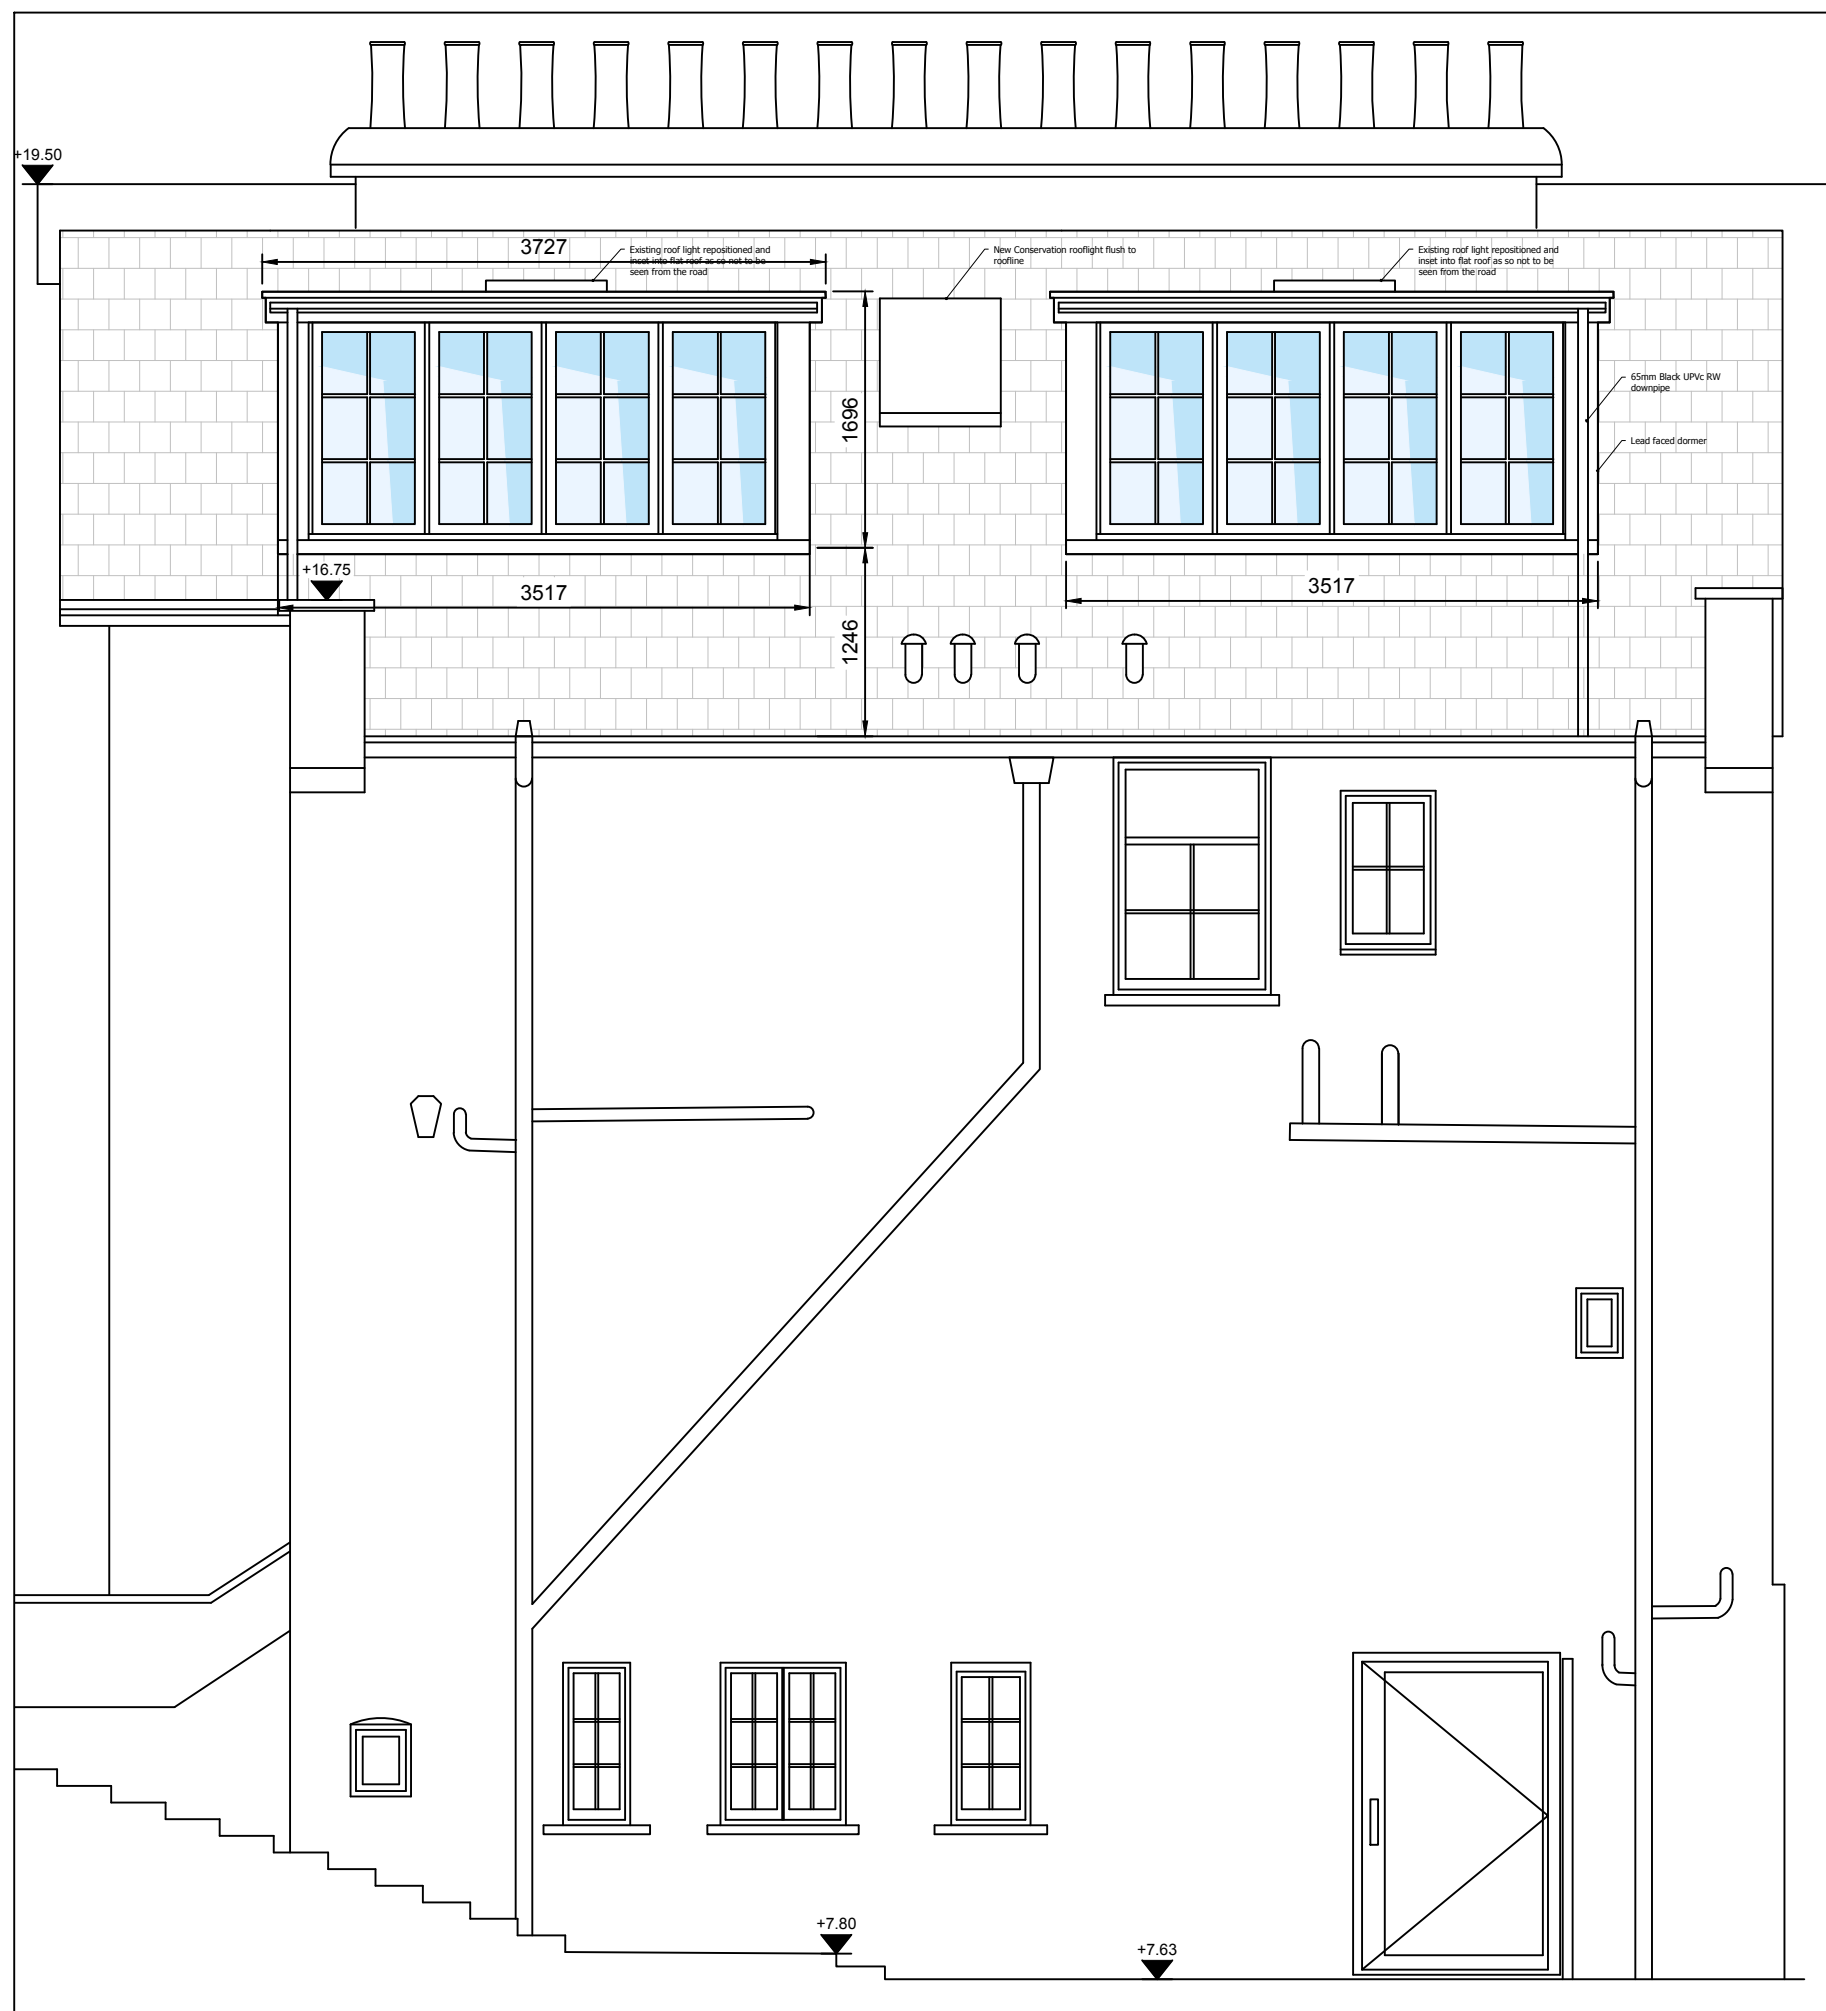 +19.50
3727
Existing roof light repositioned and
inset into flat roof as so not to be
seen from the road
New Conservation rooflight flush to
roofline
Existing roof light repositioned and
inset into flat roof as so not to be
seen from the road
1696
65mm Black UPVc RW
downpipe
Lead faced dormer
+16.75
3517
3517
1246
+7.80
+7.63